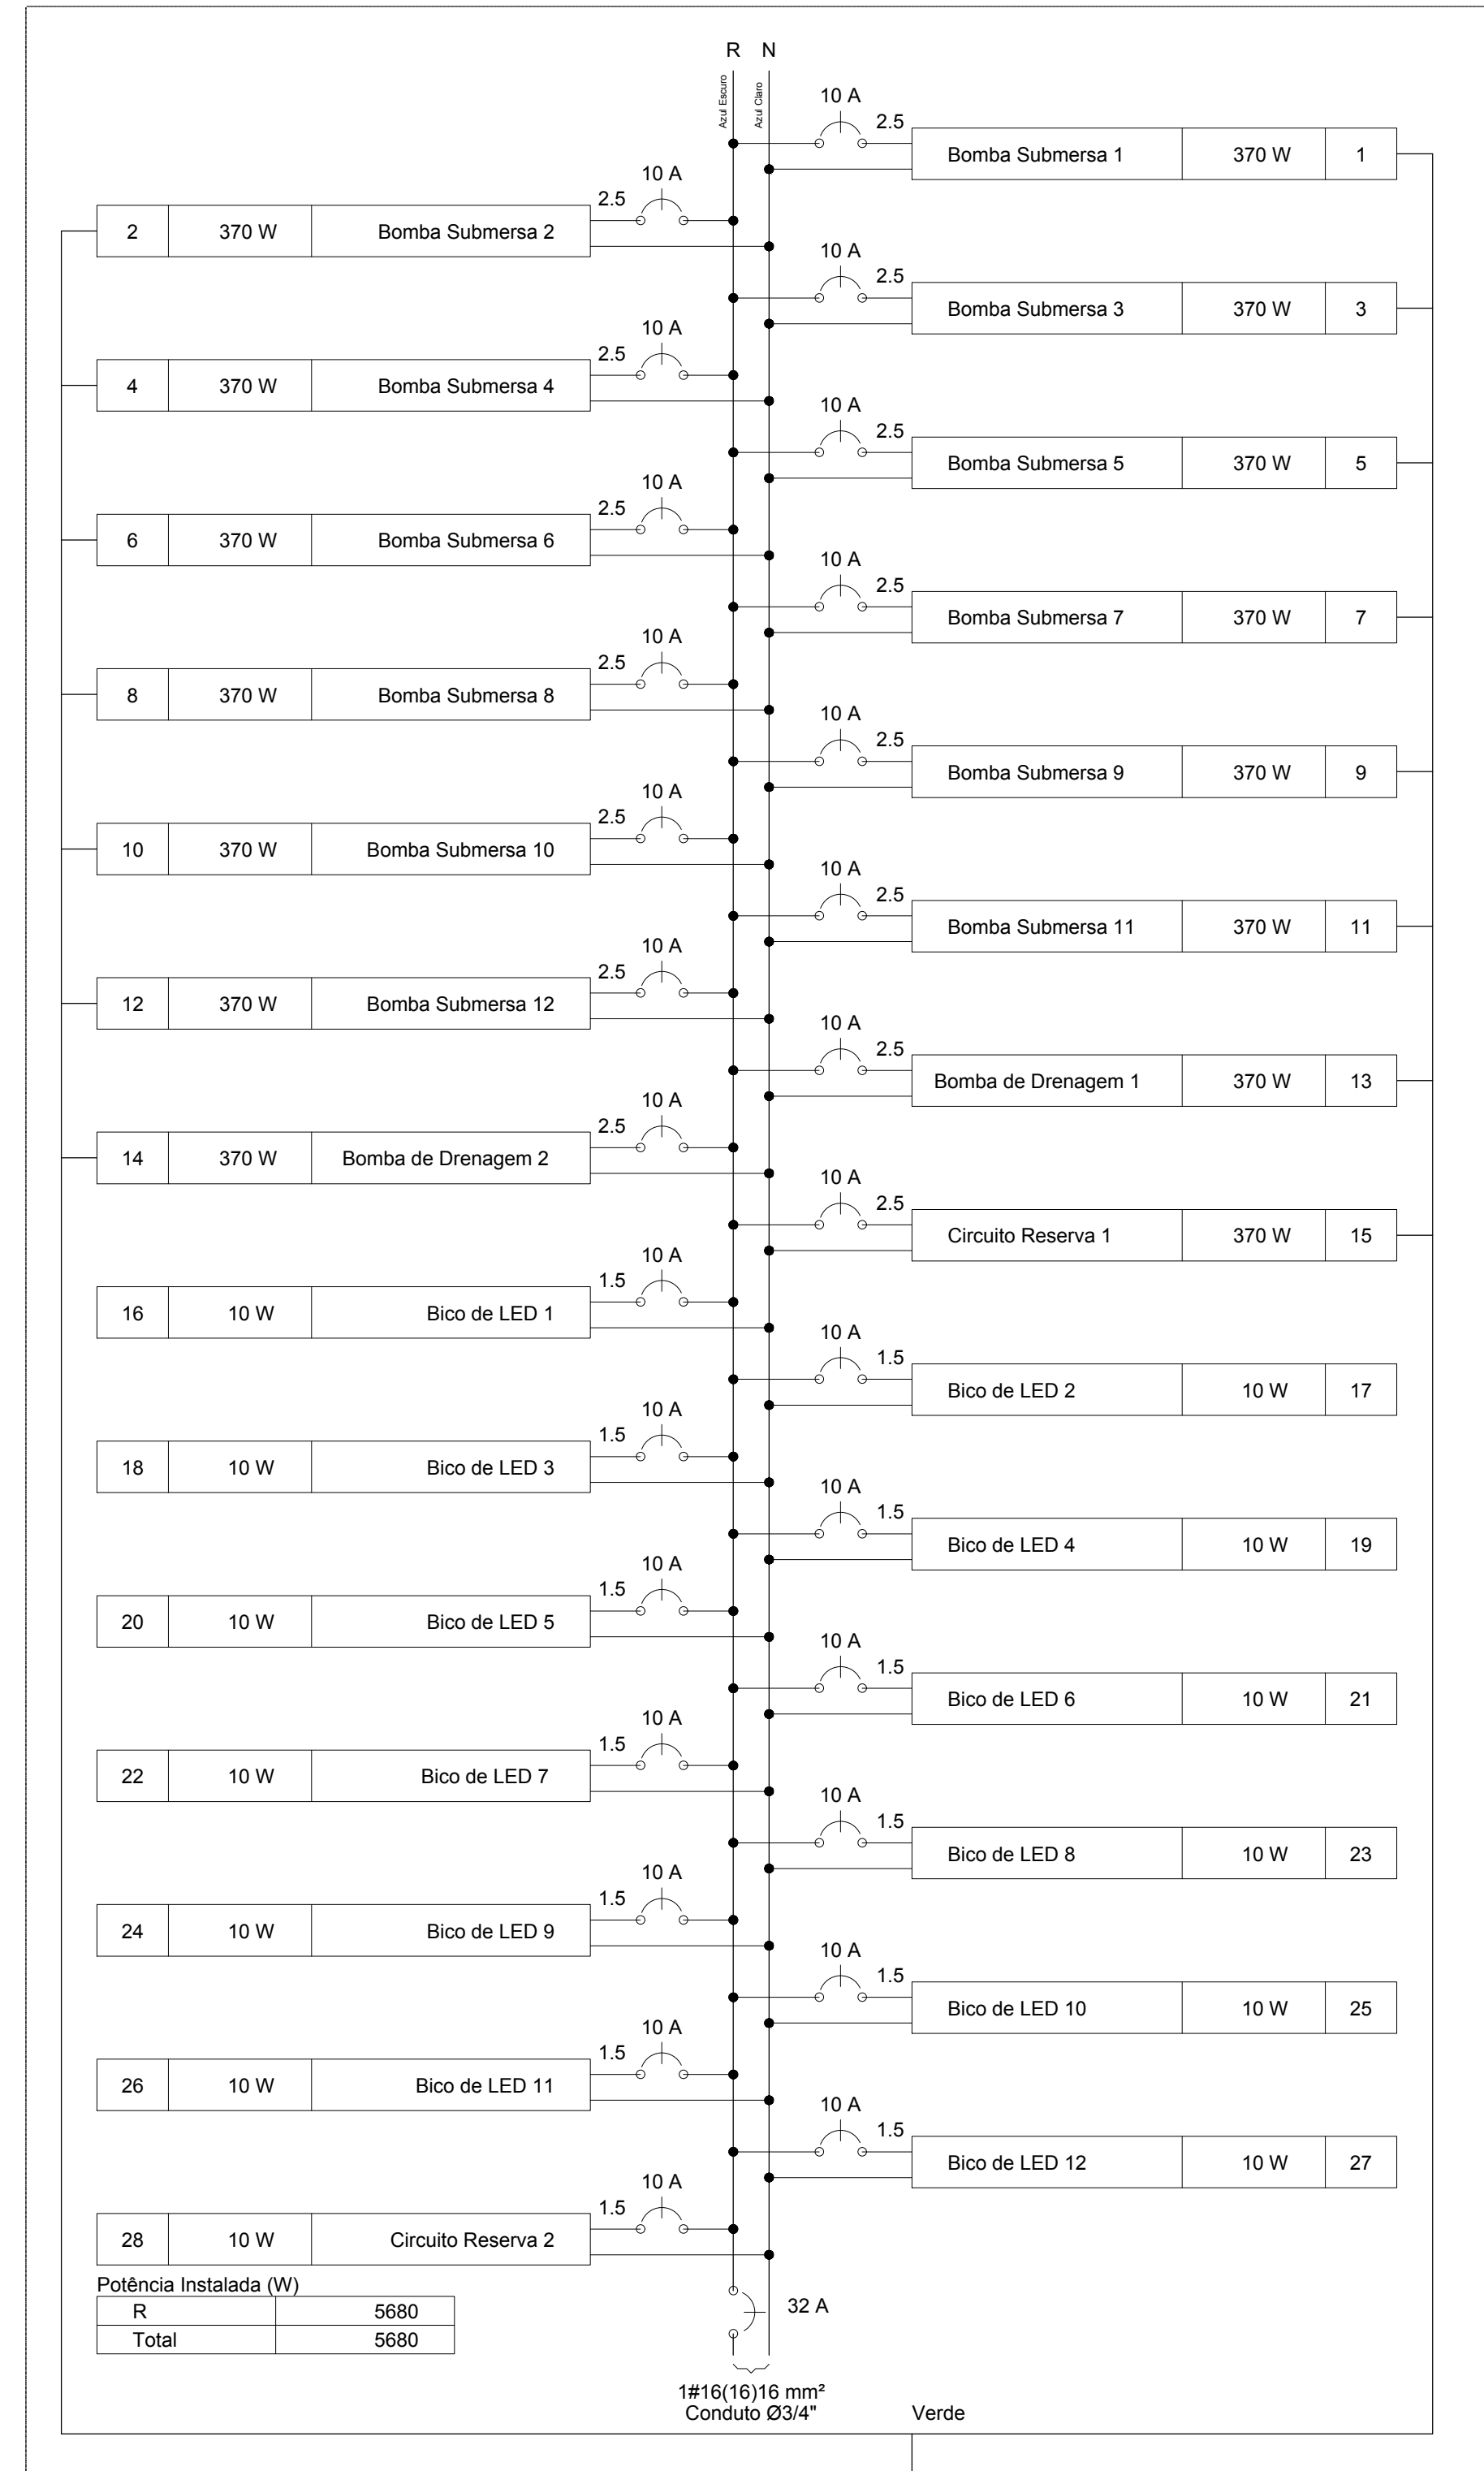 R N
Azul Escuro
Azul Claro
10 A
2.5
Bomba Submersa 1 370 W 1
10 A
2.5
2 370 W Bomba Submersa 2
10 A
2.5
Bomba Submersa 3 370 W 3
10 A
2.5
4 370 W Bomba Submersa 4
10 A
2.5
Bomba Submersa 5 370 W 5
10 A
2.5
6 370 W Bomba Submersa 6
10 A
2.5
Bomba Submersa 7 370 W 7
10 A
2.5
8 370 W Bomba Submersa 8
10 A
2.5
Bomba Submersa 9 370 W 9
10 A
2.5
10 370 W Bomba Submersa 10
10 A
2.5
Bomba Submersa 11 370 W 11
10 A
2.5
12 370 W Bomba Submersa 12
10 A
2.5
Bomba de Drenagem 1 370 W 13
10 A
2.5
14 370 W Bomba de Drenagem 2
10 A
2.5
Circuito Reserva 1 370 W 15
10 A
1.5
16 10 W Bico de LED 1
10 A
1.5
Bico de LED 2 10 W 17
10 A
1.5
18 10 W Bico de LED 3
10 A
1.5
Bico de LED 4 10 W 19
10 A
1.5
20 10 W Bico de LED 5
10 A
1.5
Bico de LED 6 10 W 21
10 A
1.5
22 10 W Bico de LED 7
10 A
1.5
Bico de LED 8 10 W 23
10 A
1.5
24 10 W Bico de LED 9
10 A
1.5
Bico de LED 10 10 W 25
10 A
1.5
26 10 W Bico de LED 11
10 A
1.5
Bico de LED 12 10 W 27
10 A
1.5
28 10 W Circuito Reserva 2
Potência Instalada (W)
R 5680
Total 5680
32 A
1#16(16)16 mm²
Conduto Ø3/4"
Verde